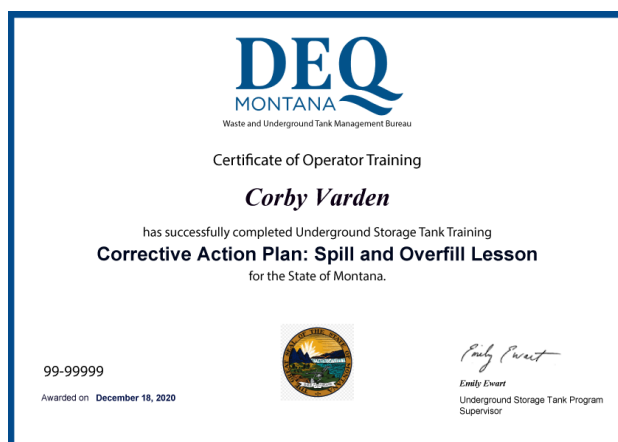 DEQ
MONTANA
Waste and Underground Tank Management Bureau
Certificate of Operator Training
Corby Varden
has successfully completed Underground Storage Tank Training
Corrective Action Plan: Spill and Overfill Lesson
for the State of Montana.
99-99999
Awarded on December 18, 2020
Emily Ewart
Emily Ewart
Underground Storage Tank Program
Supervisor